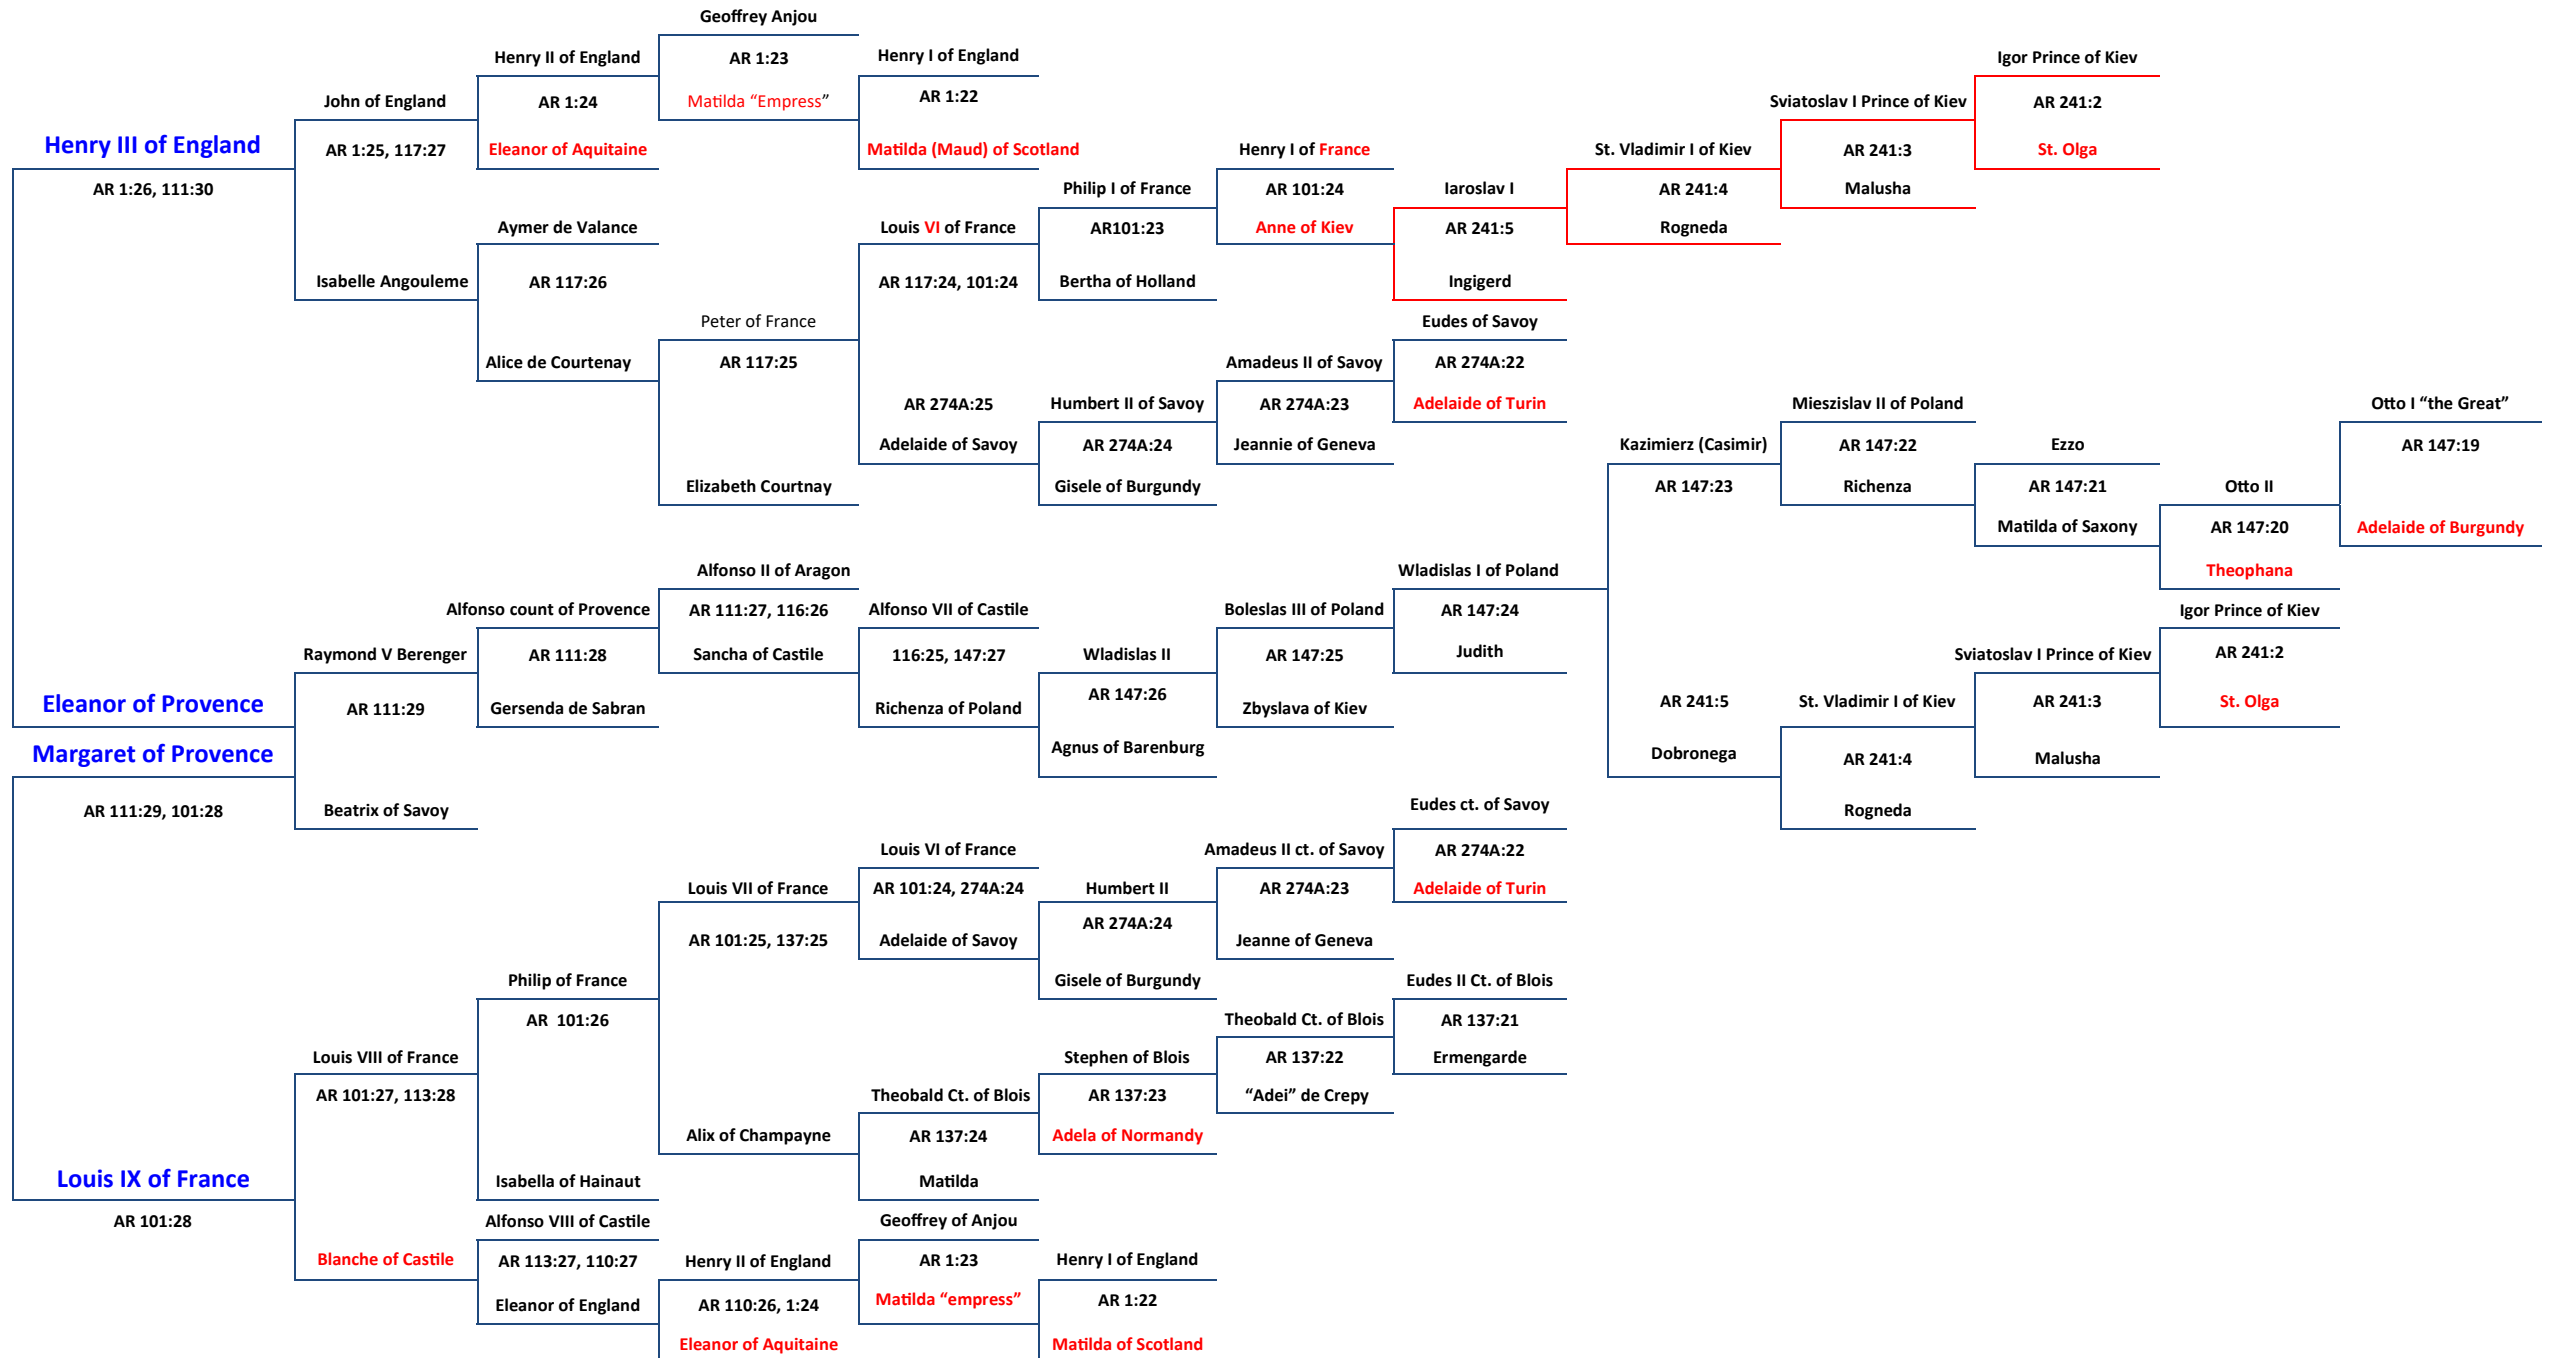 Geoffrey Anjou
Henry II of England
AR 1:23
Henry I of England
Igor Prince of Kiev
John of England
AR 1:24
Matilda “Empress”
AR 1:22
Sviatoslav I Prince of Kiev
AR 241:2
Henry III of England
AR 1:25, 117:27
Eleanor of Aquitaine
Matilda (Maud) of Scotland
Henry I of France
St. Vladimir I of Kiev
AR 241:3
St. Olga
AR 1:26, 111:30
Philip I of France
AR 101:24
Iaroslav I
AR 241:4
Malusha
Aymer de Valance
Louis VI of France
AR101:23
Anne of Kiev
AR 241:5
Rogneda
Isabelle Angouleme
AR 117:26
AR 117:24, 101:24
Bertha of Holland
Ingigerd
Peter of France
Eudes of Savoy
Alice de Courtenay
AR 117:25
Amadeus II of Savoy
AR 274A:22
AR 274A:25
Humbert II of Savoy
AR 274A:23
Adelaide of Turin
Mieszislav II of Poland
Otto I “the Great”
Adelaide of Savoy
AR 274A:24
Jeannie of Geneva
Kazimierz (Casimir)
AR 147:22
Ezzo
AR 147:19
Elizabeth Courtnay
Gisele of Burgundy
AR 147:23
Richenza
AR 147:21
Otto II
Matilda of Saxony
AR 147:20
Adelaide of Burgundy
Alfonso II of Aragon
Wladislas I of Poland
Theophana
Alfonso count of Provence
AR 111:27, 116:26
Alfonso VII of Castile
Boleslas III of Poland
AR 147:24
Igor Prince of Kiev
Raymond V Berenger
AR 111:28
Sancha of Castile
116:25, 147:27
Wladislas II
AR 147:25
Judith
Sviatoslav I Prince of Kiev
AR 241:2
Eleanor of Provence
AR 111:29
Gersenda de Sabran
Richenza of Poland
AR 147:26
Zbyslava of Kiev
AR 241:5
St. Vladimir I of Kiev
AR 241:3
St. Olga
Margaret of Provence
Agnus of Barenburg
Dobronega
AR 241:4
Malusha
AR 111:29, 101:28
Beatrix of Savoy
Eudes ct. of Savoy
Rogneda
Louis VI of France
Amadeus II ct. of Savoy
AR 274A:22
Louis VII of France
AR 101:24, 274A:24
Humbert II
AR 274A:23
Adelaide of Turin
AR 101:25, 137:25
Adelaide of Savoy
AR 274A:24
Jeanne of Geneva
Philip of France
Gisele of Burgundy
Eudes II Ct. of Blois
AR  101:26
Theobald Ct. of Blois
AR 137:21
Louis VIII of France
Stephen of Blois
AR 137:22
Ermengarde
AR 101:27, 113:28
Theobald Ct. of Blois
AR 137:23
“Adei” de Crepy
Alix of Champayne
AR 137:24
Adela of Normandy
Louis IX of France
Isabella of Hainaut
Matilda
AR 101:28
Alfonso VIII of Castile
Geoffrey of Anjou
Blanche of Castile
AR 113:27, 110:27
Henry II of England
AR 1:23
Henry I of England
Eleanor of England
AR 110:26, 1:24
Matilda “empress”
AR 1:22
Eleanor of Aquitaine
Matilda of Scotland